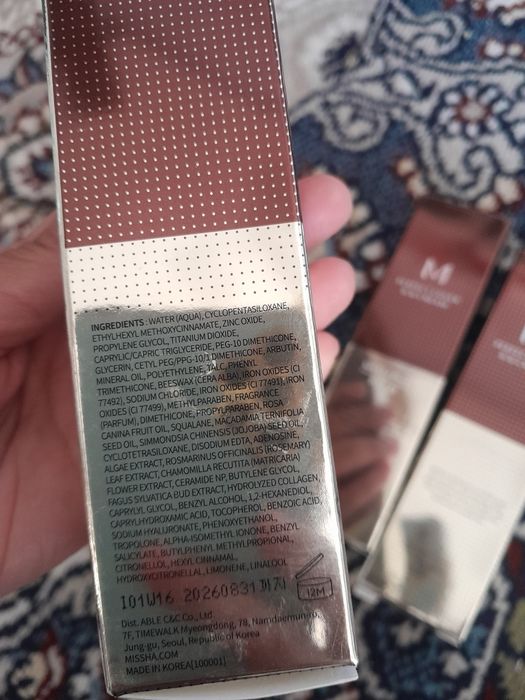 INGREDIENTS : WATER (AQUA), CYCLOPENTASILOXANE,
ETHYLHEXYL METHOXYCINNAMATE, ZINC OXIDE,
PROPYLENE GLYCOL, TITANIUM DIOXIDE,
CAPRYLIC/CAPRIC TRIGLYCERIDE, PEG-10 DIMETHICONE,
GLYCERIN, CETYL PEG/PPG-10/1 DIMETHICONE, ARBUTIN,
MINERAL OIL, POLYETHYLENE, TALC, PHENYL
TRIMETHICONE, BEESWAX (CERA ALBA), IRON OXIDES (CI
77492), SODIUM CHLORIDE, IRON OXIDES (CI 77491), IRON
OXIDES (CI 77499), METHYLPARABEN, FRAGRANCE
(PARFUM), DIMETHICONE, PROPYLPARABEN, ROSA
CANINA FRUIT OIL, SQUALANE, MACADAMIA TERNIFOLIA
SEED OIL, SIMMONDSIA CHINENSIS (JOJOBA) SEED OIL,
CYCLOTETRASILOXANE, DISODIUM EDTA, ADENOSINE,
ALGAE EXTRACT, ROSMARINUS OFFICINALIS (ROSEMARY)
LEAF EXTRACT, CHAMOMILLA RECUTITA (MATRICARIA)
FLOWER EXTRACT, CERAMIDE NP, BUTYLENE GLYCOL,
FAGUS SYLVATICA BUD EXTRACT, HYDROLYZED COLLAGEN,
CAPRYLYL GLYCOL, BENZYL ALCOHOL, 1,2-HEXANEDIOL,
CAPRYLHYDROXAMIC ACID, TOCOPHEROL, BENZOIC ACID,
SODIUM HYALURONATE, PHENOXYETHANOL,
TROPOLONE, ALPHA-ISOMETHYL IONONE, BENZYL
SALICYLATE, BUTYLPHENYL METHYLPROPIONAL,
CITRONELLOL, HEXYL CINNAMAL,
HYDROXYCITRONELLAL, LIMONENE, LINALOOL
101W16 20260831 까지
12M
Dist. ABLE C&C Co., Ltd.
7F, TIMEWALK Myeongdong, 78, Namdaemunro,
Jung-gu, Seoul, Republic of Korea
MISSHA.COM
MADE IN KOREA[100001]
M